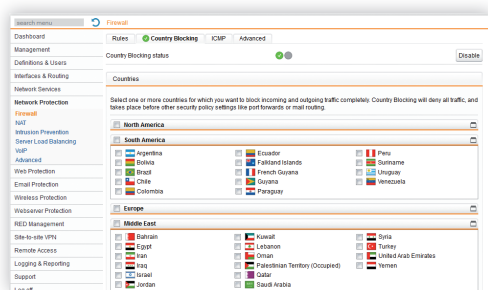 search menu
Firewall
Dashboard
Management
Definitions & Users
Interfaces & Routing
Network Services
Network Protection
Firewall
NAT
Intrusion Prevention
Server Load Balancing
VoIP
Advanced
Web Protection
Email Protection
Wireless Protection
Webserver Protection
RED Management
Site-to-site VPN
Remote Access
Logging & Reporting
Support
Log off
Rules Country Blocking ICMP Advanced
Country Blocking status Disable
Countries
Select one or more countries for which you want to block incoming and outgoing traffic completely. Country Blocking will deny all traffic, and
takes place before other security policy settings like port forwards or mail routing.
North America
South America
Argentina Ecuador Peru
Bolivia Falkland Islands Suriname
Brazil French Guyana Uruguay
Chile Guyana Venezuela
Colombia Paraguay
Europe
Middle East
Bahrain Kuwait Syria
Egypt Lebanon Turkey
Iran Oman United Arab Emirates
Iraq Palestinian Territory (Occupied) Yemen
Israel Qatar
Jordan Saudi Arabia